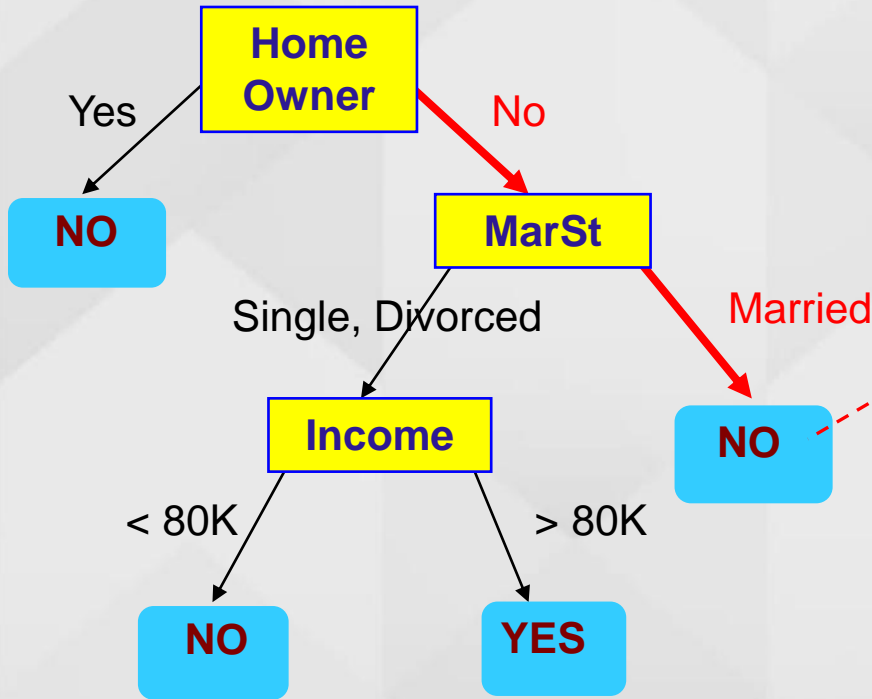 Home
Owner
Yes
No
NO
MarSt
Single, Divorced
Married
Income
NO
< 80K
> 80K
NO
YES